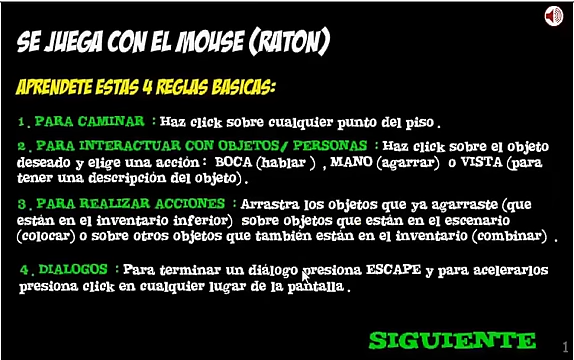 SE JUEGA CON EL MOUSE (RATON)
APRENDETE ESTAS 4 REGLAS BASICAS:
1. PARA CAMINAR : Haz click sobre cualquier punto del piso.
2. PARA INTERACTUAR CON OBJETOS/ PERSONAS : Haz click sobre el objeto
deseado y elige una acción: BOCA (hablar ) , MANO (agarrar) o VISTA (para
tener una descripción del objeto).
3. PARA REALIZAR ACCIONES : Arrastra los objetos que ya agarraste (que
están en el inventario inferior) sobre objetos que están en el escenario
(colocar) o sobre otros objetos que también están en el inventario (combinar) .
4. DIALOGOS : Para terminar un diálogo presiona ESCAPE y para acelerarlos
presiona click en cualquier lugar de la pantalla.
SIGUIENTE
1